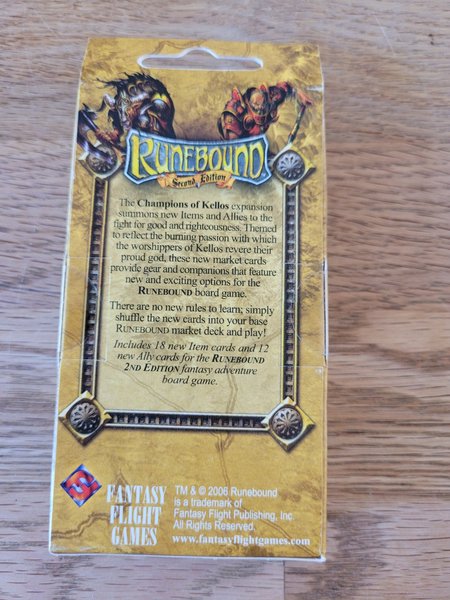 RUNEBOUND
Second Edition
The Champions of Kellos expansion
summons new Items and Allies to the
fight for good and righteousness. Themed
to reflect the burning passion with which
the worshippers of Kellos revere their
proud god, these new market cards
provide gear and companions that feature
new and exciting options for the
RUNEBOUND board game.
There are no new rules to learn; simply
shuffle the new cards into your base
RUNEBOUND market deck and play!
Includes 18 new Item cards and 12
new Ally cards for the RUNEBOUND
2ND EDITION fantasy adventure
board game.
FANTASY
FLIGHT
GAMES
TM & © 2006 Runebound
is a trademark of
Fantasy Flight Publishing, Inc.
All Rights Reserved.
www.fantasyflightgames.com